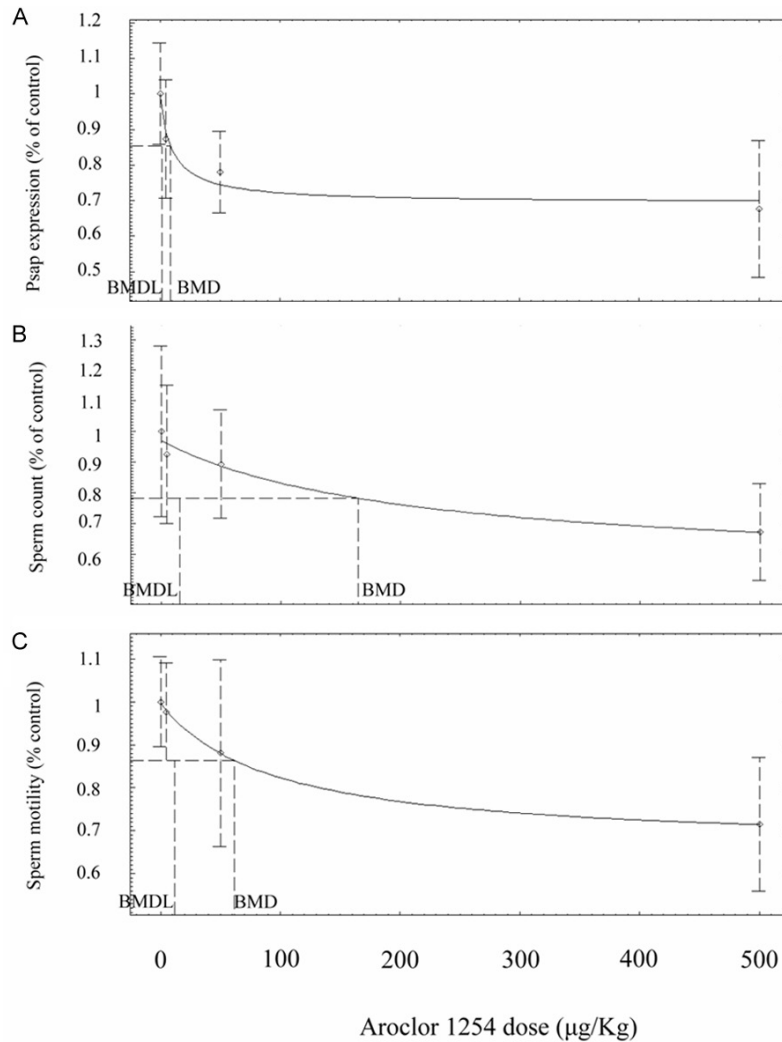 A
Psap expression (% of control)
1.2
1.1
1
0.9
0.8
0.7
0.6
0.5
BMDL BMD
B
Sperm count (% of control)
1.3
1.2
1.1
1
0.9
0.8
0.7
0.6
BMDL BMD
C
Sperm motility (% control)
1.1
1
0.9
0.8
0.7
0.6
BMDL BMD
0 100 200 300 400 500
Aroclor 1254 dose (µg/Kg)